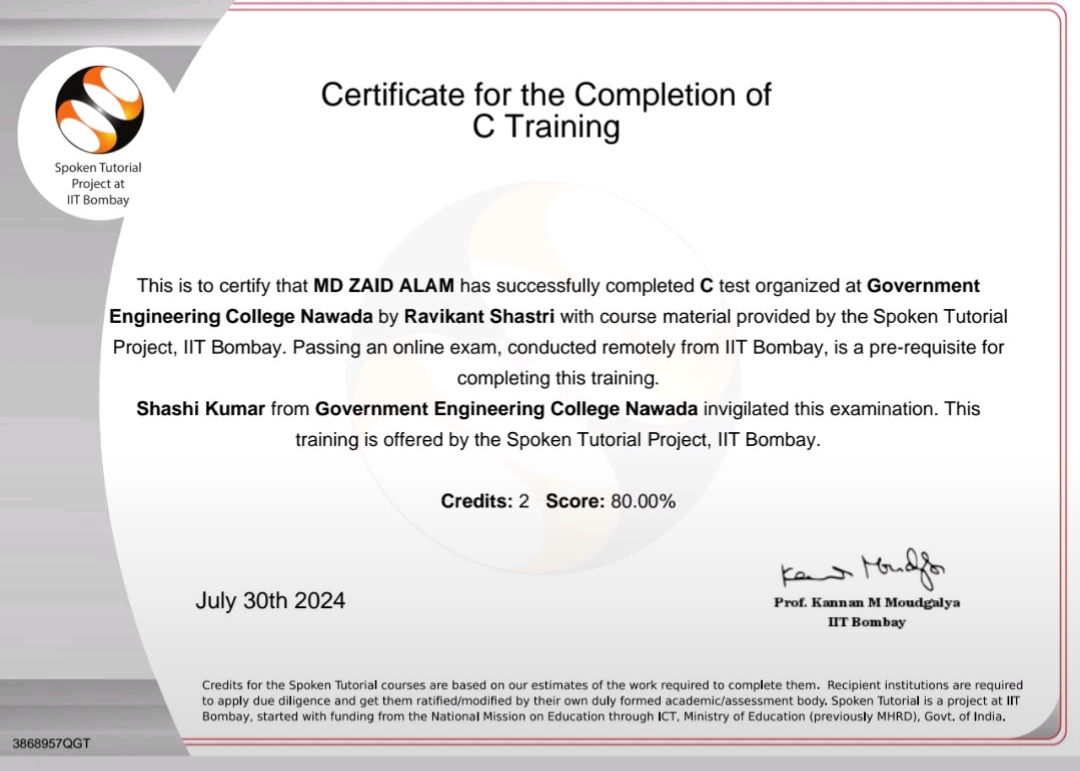 Spoken Tutorial
Project at
IIT Bombay
Certificate for the Completion of
C Training
This is to certify that MD ZAID ALAM has successfully completed C test organized at Government
Engineering College Nawada by Ravikant Shastri with course material provided by the Spoken Tutorial
Project, IIT Bombay. Passing an online exam, conducted remotely from IIT Bombay, is a pre-requisite for
completing this training.
Shashi Kumar from Government Engineering College Nawada invigilated this examination. This
training is offered by the Spoken Tutorial Project, IIT Bombay.
Credits: 2 Score: 80.00%
July 30th 2024
Kannan Moudgalya
Prof. Kannan M Moudgalya
IIT Bombay
Credits for the Spoken Tutorial courses are based on our estimates of the work required to complete them. Recipient institutions are required
to apply due diligence and get them ratified/modified by their own duly formed academic/assessment body. Spoken Tutorial is a project at IIT
Bombay, started with funding from the National Mission on Education through ICT, Ministry of Education (previously MHRD), Govt. of India.
3868957QGT